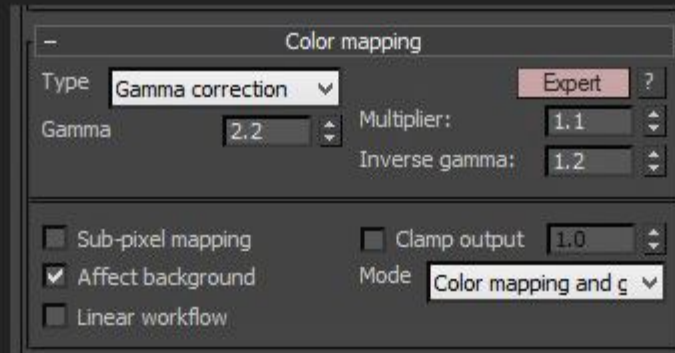 – Color mapping
Type Gamma correction Expert ?
Gamma 2.2 Multiplier: 1.1
Inverse gamma: 1.2
Sub-pixel mapping Clamp output 1.0
Affect background Mode Color mapping and g
Linear workflow